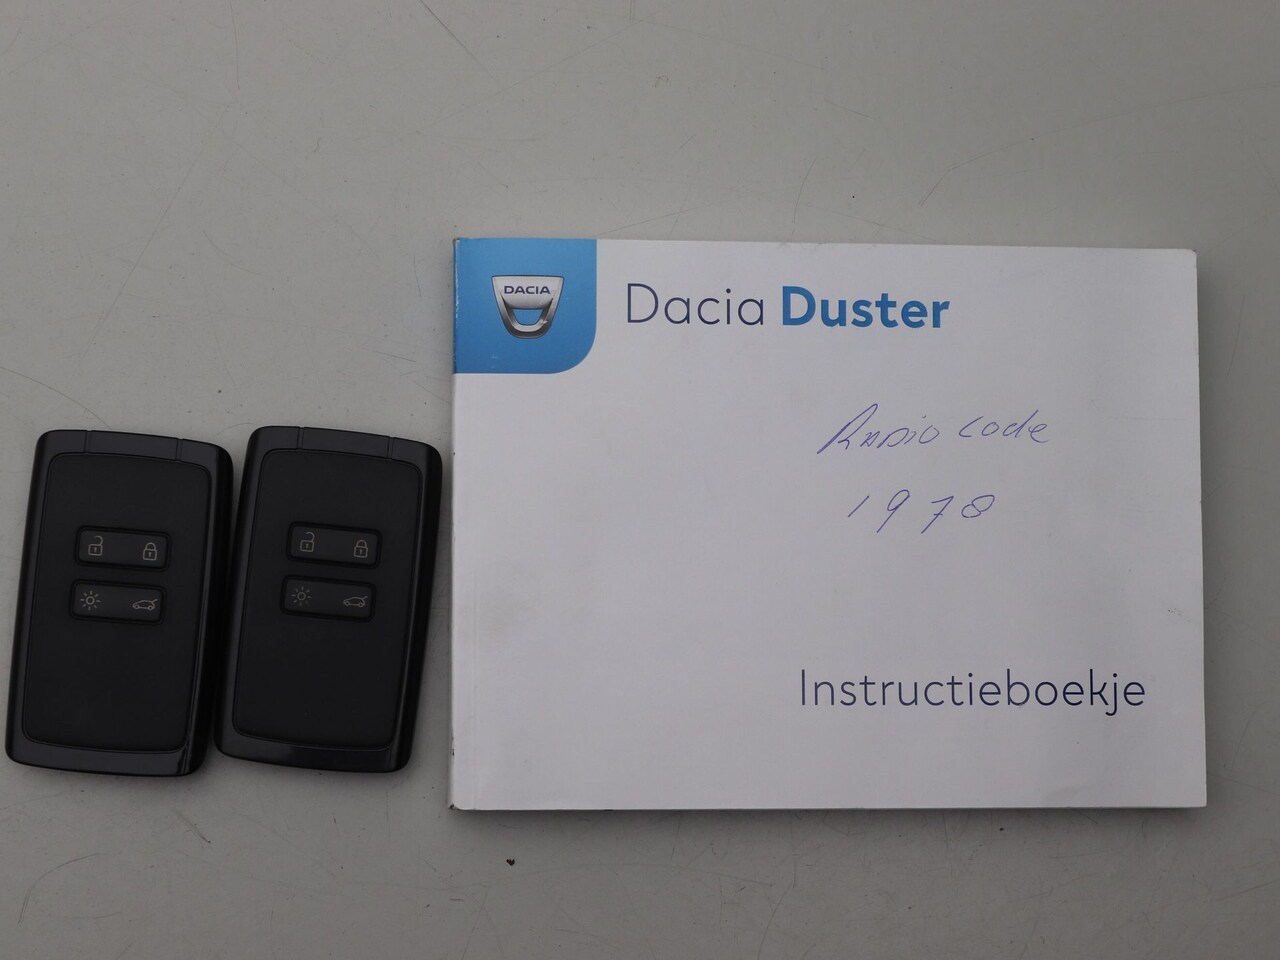 DACIA
Dacia Duster
Radio code
1978
Instructieboekje